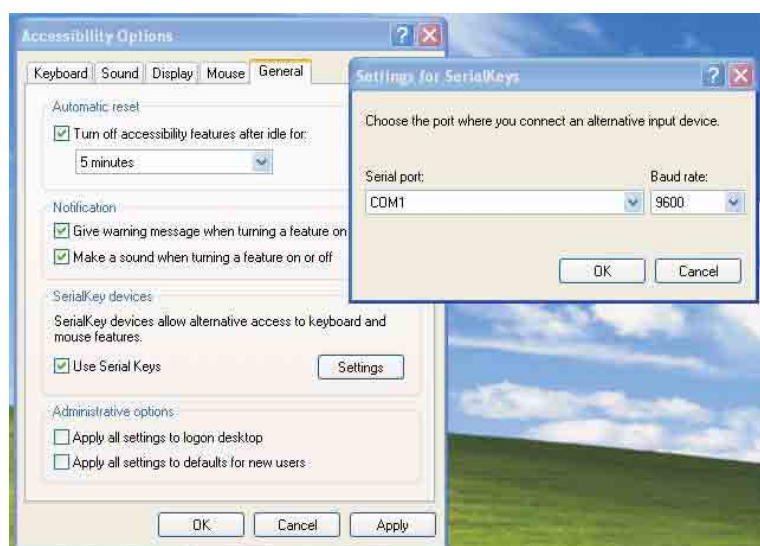 Accessibility Options
Keyboard Sound Display Mouse General
Automatic reset
Turn off accessibility features after idle for:
5 minutes
Notification
Give warning message when turning a feature on
Make a sound when turning a feature on or off
SerialKey devices
SerialKey devices allow alternative access to keyboard and
mouse features.
Use Serial Keys
Settings
Administrative options
Apply all settings to logon desktop
Apply all settings to defaults for new users
OK Cancel Apply
Settings for SerialKeys
Choose the port where you connect an alternative input device.
Serial port: Baud rate:
COM1 9600
OK Cancel